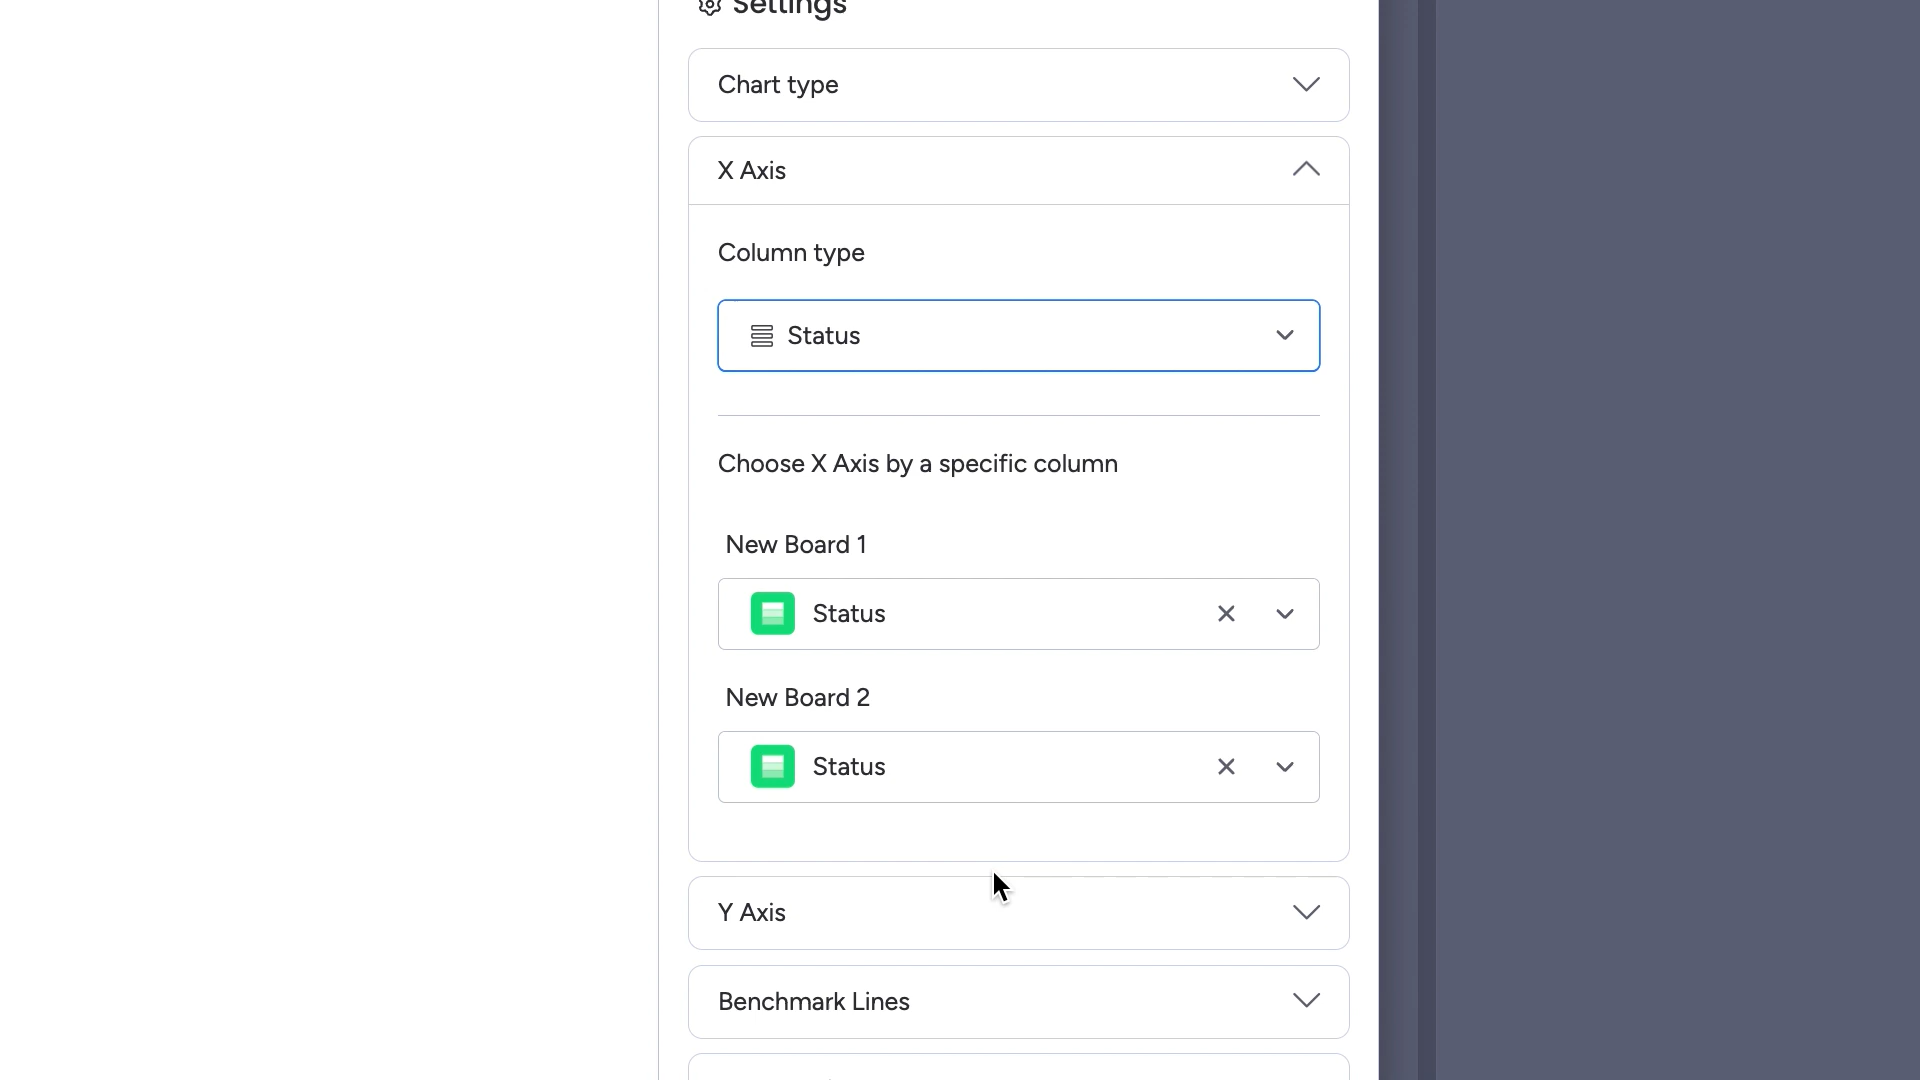 Settings
Chart type
X Axis
Column type
Status
Choose X Axis by a specific column
New Board 1
Status
New Board 2
Status
Y Axis
Benchmark Lines